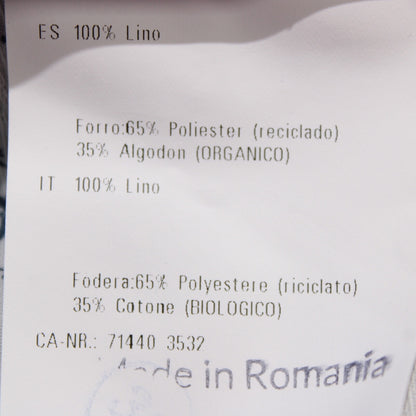 ES 100% Lino
Forro:65% Poliester (reciclado)
35% Algodon (ORGANICO)
IT 100% Lino
Fodera:65% Polyestere (riciclato)
35% Cotone (BIOLOGICO)
CA-NR.: 71440 3532
Made in Romania